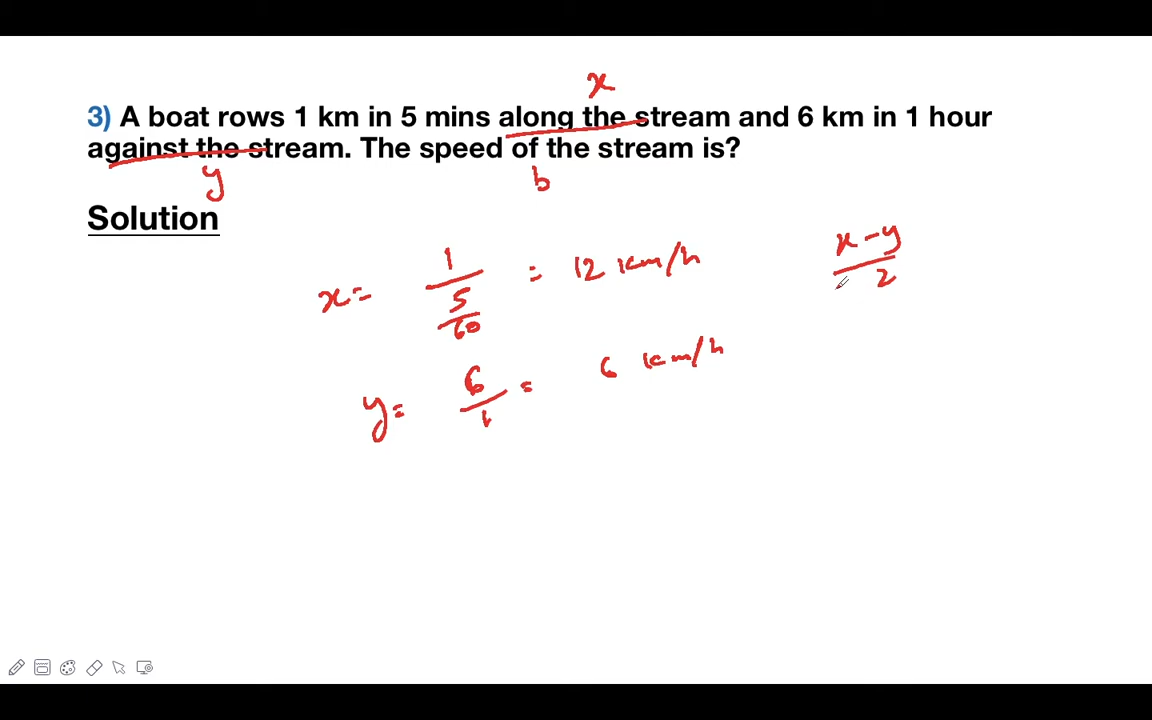 x
3) A boat rows 1 km in 5 mins along the stream and 6 km in 1 hour
against the stream. The speed of the stream is?
y b
Solution
x = 1 / (5/60) = 12 km/h
x - y / 2
y = 6/1 = 6 km/h